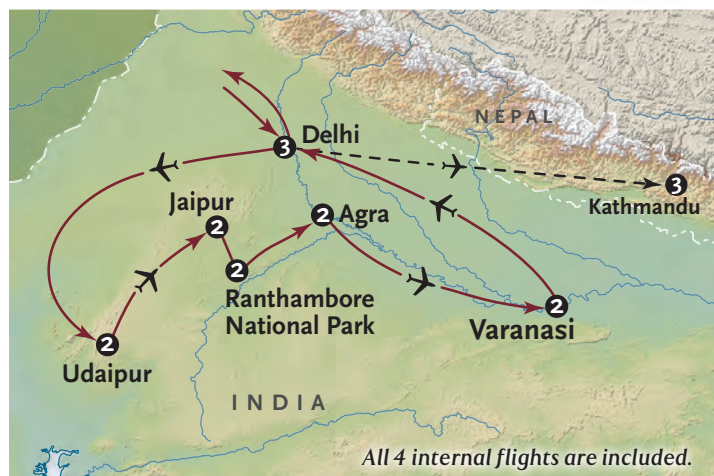 NEPAL
3
Delhi
3
Kathmandu
Jaipur
2
2
Agra
2
Ranthambore
National Park
2
Varanasi
2
Udaipur
INDIA
All 4 internal flights are included.